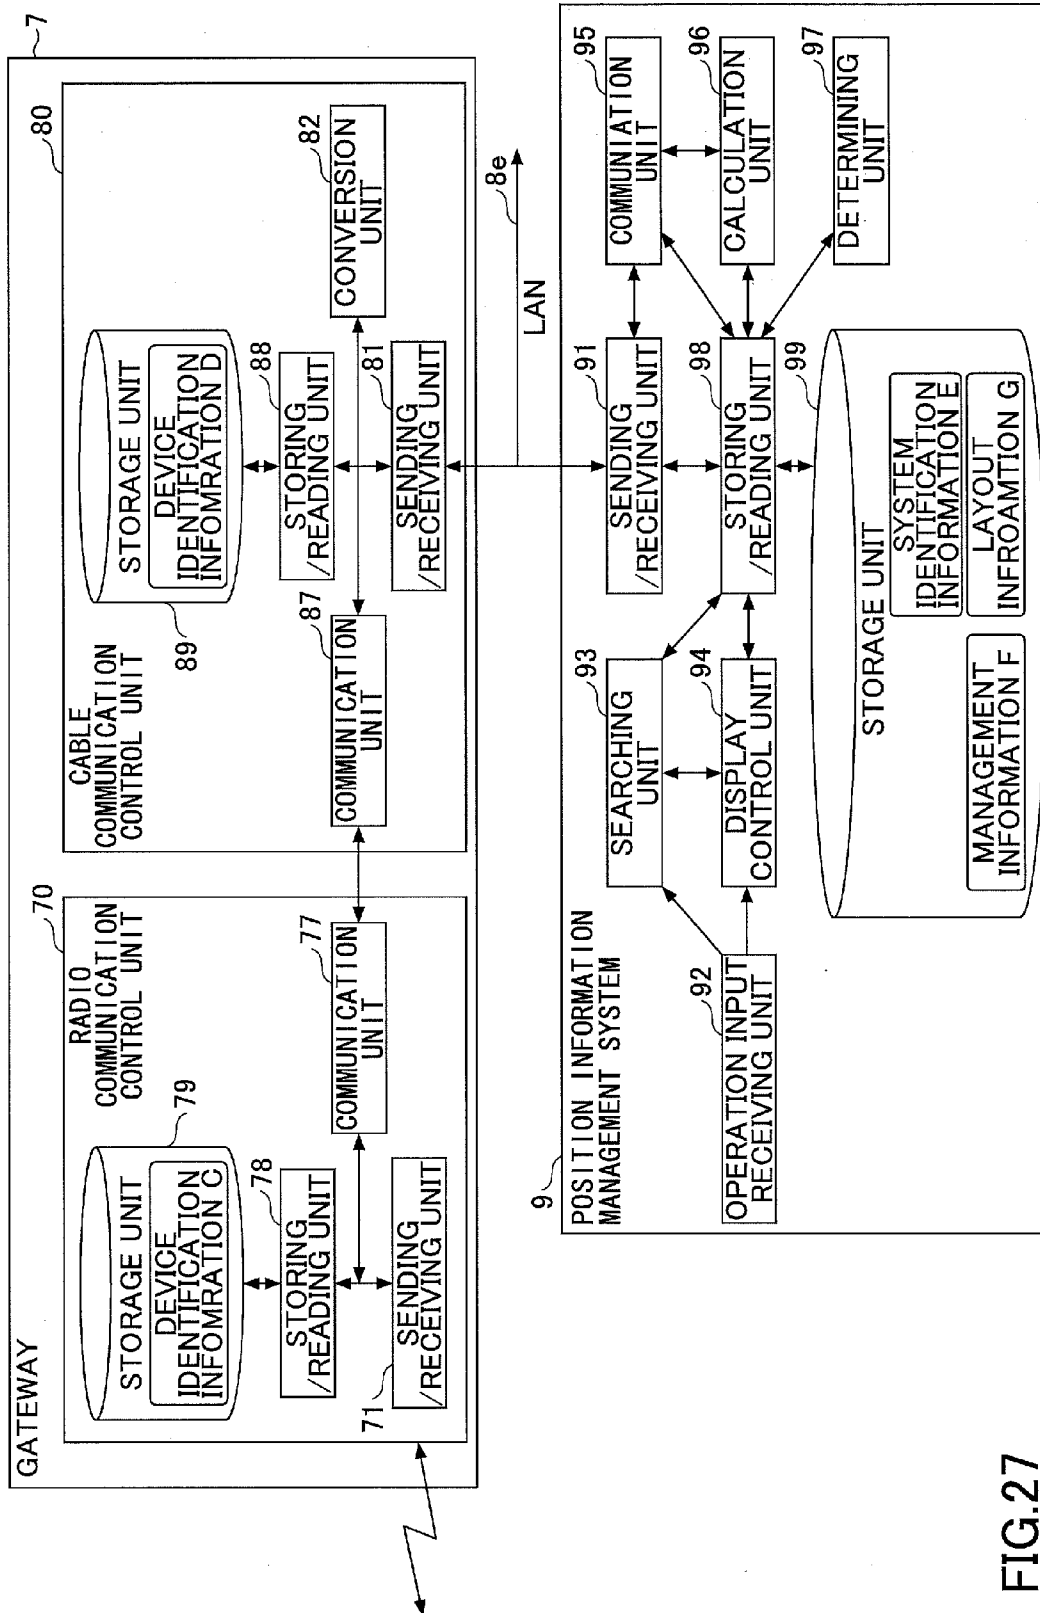 GATEWAY
7
RADIO
COMMUNICATION
CONTROL UNIT
70
STORAGE UNIT
79
DEVICE
IDENTIFICATION
INFOMRATION C
STORING
/READING UNIT
78
SENDING
/RECEIVING UNIT
71
COMMUNICATION
UNIT
77
CABLE
COMMUNICATION
CONTROL UNIT
80
STORAGE UNIT
89
DEVICE
IDENTIFICATION
INFOMRATION D
STORING
/READING UNIT
88
COMMUNICATION
UNIT
87
SENDING
/RECEIVING UNIT
81
CONVERSION
UNIT
82
LAN
8e
9
POSITION INFORMATION
MANAGEMENT SYSTEM
OPERATION INPUT
RECEIVING UNIT
92
SEARCHING
UNIT
93
DISPLAY
CONTROL UNIT
94
SENDING
/RECEIVING UNIT
91
STORING
/READING UNIT
98
COMMUNIATION
UNIT
95
CALCULATION
UNIT
96
DETERMINING
UNIT
97
STORAGE UNIT
99
MANAGEMENT
INFORMATION F
SYSTEM
IDENTIFICATION
INFORMATION E
LAYOUT
INFROAMTION G
FIG.27